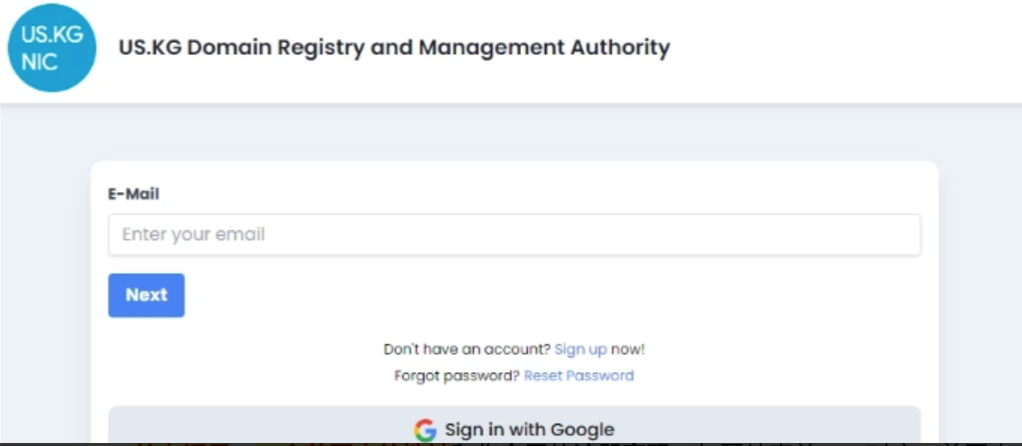 US.KG
NIC
US.KG Domain Registry and Management Authority
E-Mail
Enter your email
Next
Don't have an account? Sign up now!
Forgot password? Reset Password
Sign in with Google